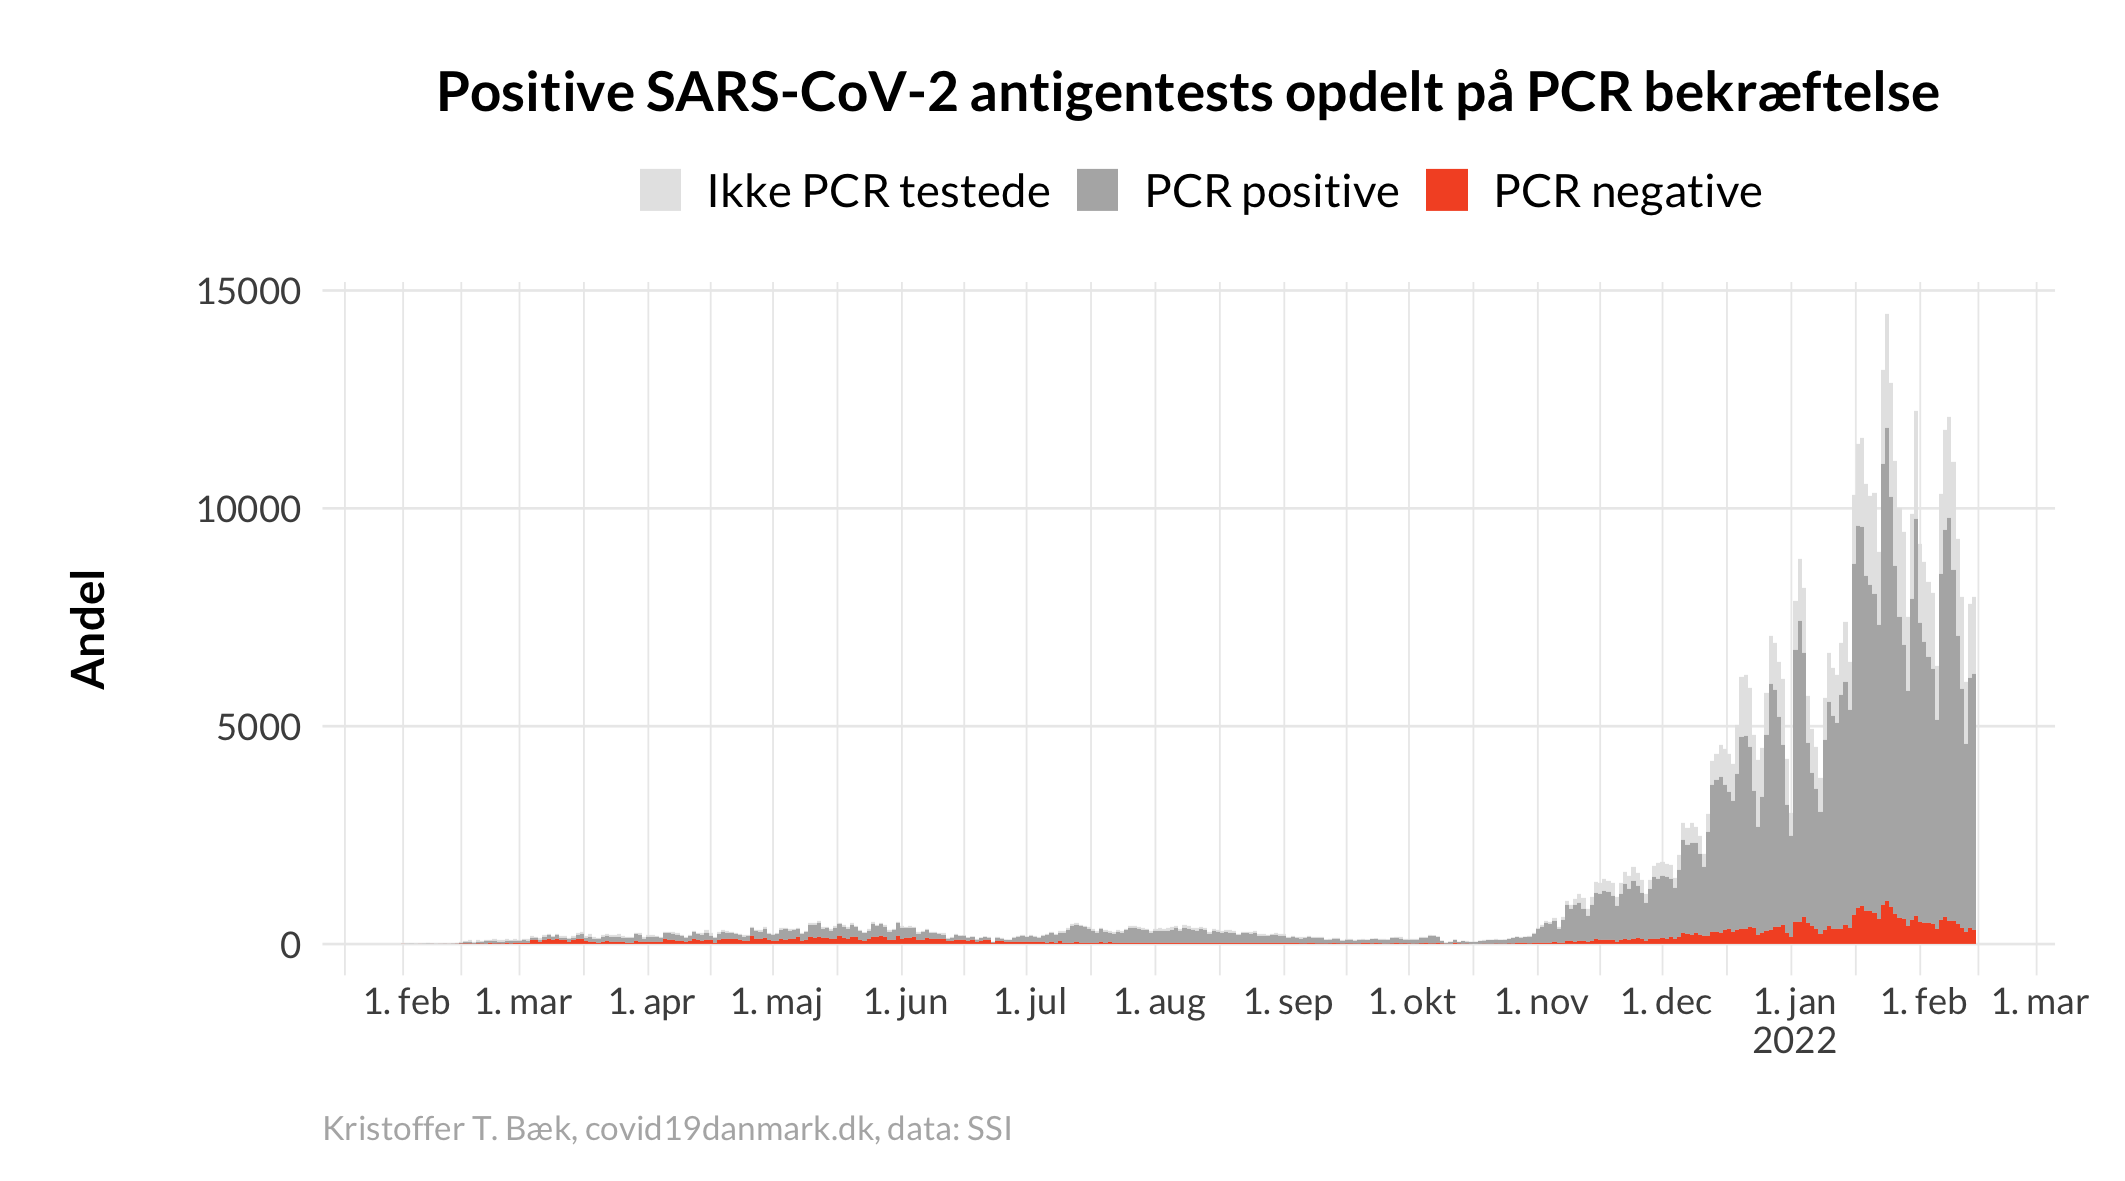 Positive SARS-CoV-2 antigentests opdelt på PCR bekræftelse
Ikke PCR testede PCR positive PCR negative
Andel
15000
10000
5000
0
1. feb 1. mar 1. apr 1. maj 1. jun 1. jul 1. aug 1. sep 1. okt 1. nov 1. dec 1. jan 1. feb 1. mar
2022
Kristoffer T. Bæk, covid19danmark.dk, data: SSI